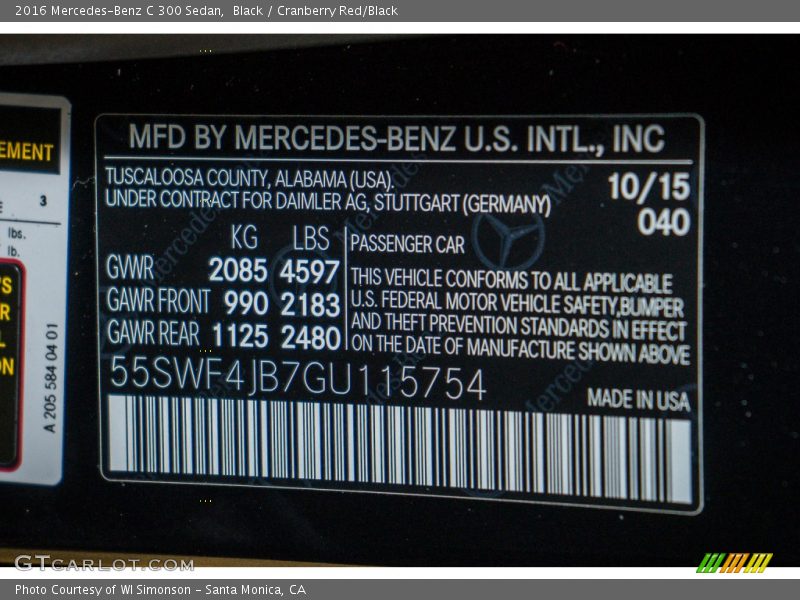 2016 Mercedes-Benz C 300 Sedan,  Black / Cranberry Red/Black
EMENT
3
lbs.
lb.
A 205 584 04 01
MFD BY MERCEDES-BENZ U.S. INTL., INC
TUSCALOOSA COUNTY, ALABAMA (USA).
UNDER CONTRACT FOR DAIMLER AG, STUTTGART (GERMANY)
10/15
040
KG LBS
GWR 2085 4597
GAWR FRONT 990 2183
GAWR REAR 1125 2480
PASSENGER CAR
THIS VEHICLE CONFORMS TO ALL APPLICABLE
U.S. FEDERAL MOTOR VEHICLE SAFETY,BUMPER
AND THEFT PREVENTION STANDARDS IN EFFECT
ON THE DATE OF MANUFACTURE SHOWN ABOVE
55SWF4JB7GU115754
MADE IN USA
GTCARLOT.COM
Photo Courtesy of WI Simonson - Santa Monica, CA